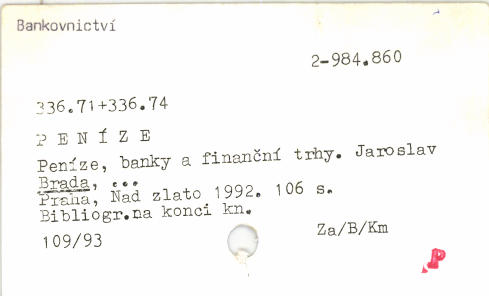 Bankovnictví
2-984.860
336.71+336.74
P E N Í Z E
Peníze, banky a finanční trhy. Jaroslav
Brada, ...
Praha, Nad zlato 1992. 106 s.
Bibliogr.na konci kn.
109/93
Za/B/Km
P